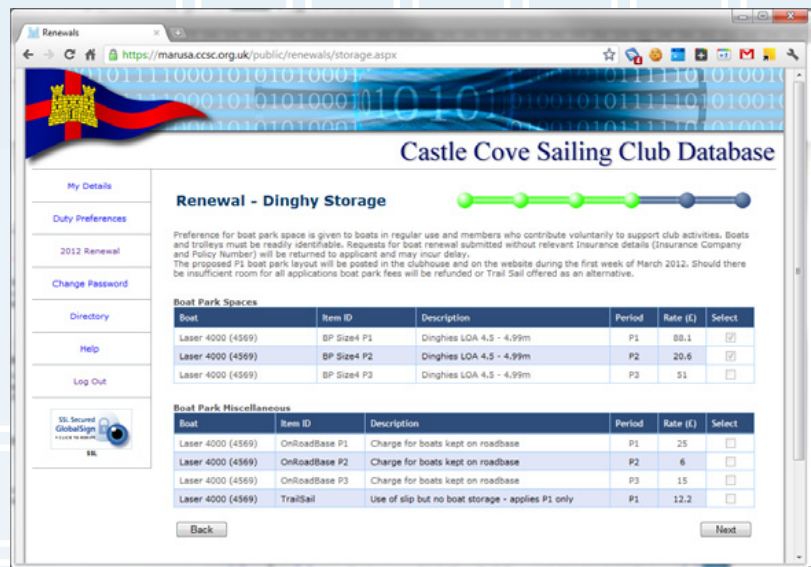 Renewals
https://marusa.ccsc.org.uk/public/renewals/storage.aspx
Castle Cove Sailing Club Database
My Details
Duty Preferences
2012 Renewal
Change Password
Directory
Help
Log Out
SSL Secured
GlobalSign
SSL
Renewal - Dinghy Storage
Preference for boat park space is given to boats in regular use and members who contribute voluntarily to support club activities. Boats
and trolleys must be readily identifiable. Requests for boat renewal submitted without relevant Insurance details (Insurance Company
and Policy Number) will be returned to applicant and may incur delay.
The proposed P1 boat park layout will be posted in the clubhouse and on the website during the first week of March 2012. Should there
be insufficient room for all applications boat park fees will be refunded or Trail Sail offered as an alternative.
Boat Park Spaces
Boat Item ID Description Period Rate (£) Select
Laser 4000 (4569) BP Size4 P1 Dinghies LOA 4.5 - 4.99m P1 88.1
Laser 4000 (4569) BP Size4 P2 Dinghies LOA 4.5 - 4.99m P2 20.6
Laser 4000 (4569) BP Size4 P3 Dinghies LOA 4.5 - 4.99m P3 51
Boat Park Miscellaneous
Boat Item ID Description Period Rate (£) Select
Laser 4000 (4569) OnRoadBase P1 Charge for boats kept on roadbase P1 25
Laser 4000 (4569) OnRoadBase P2 Charge for boats kept on roadbase P2 6
Laser 4000 (4569) OnRoadBase P3 Charge for boats kept on roadbase P3 15
Laser 4000 (4569) TrailSail Use of slip but no boat storage - applies P1 only P1 12.2
Back Next